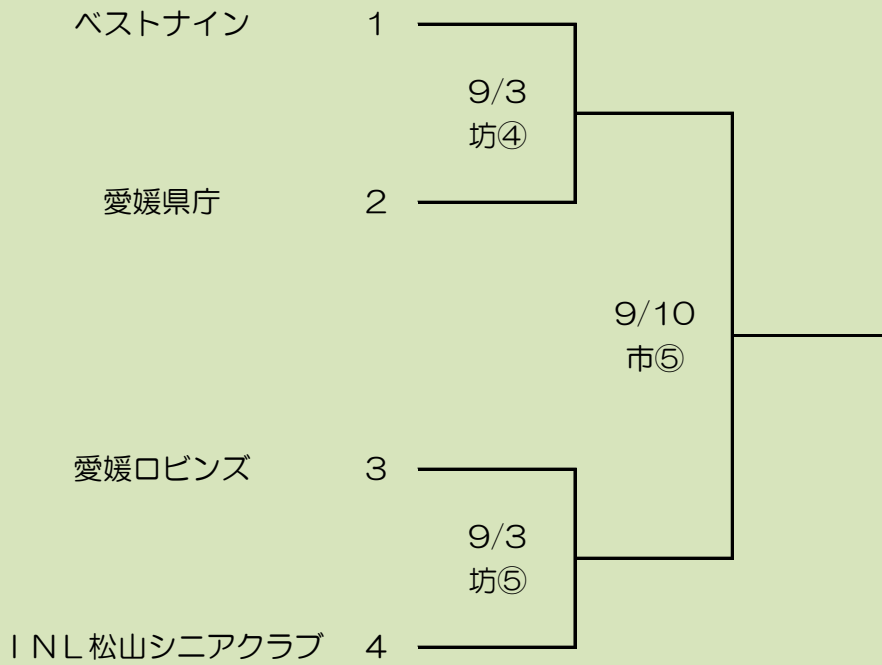 ベストナイン 1
9/3
坊④
愛媛県庁 2
9/10
市⑤
愛媛ロビンズ 3
9/3
坊⑤
ＩＮＬ松山シニアクラブ 4